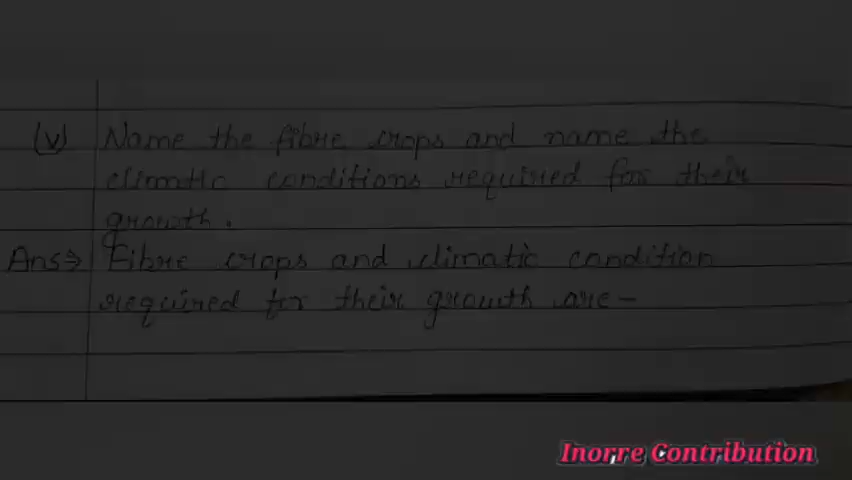 (v) Name the fibre crops and name the
climatic conditions required for their
growth.
Ans⇒ Fibre crops and climatic condition
required for their growth are –
Inorre Contribution